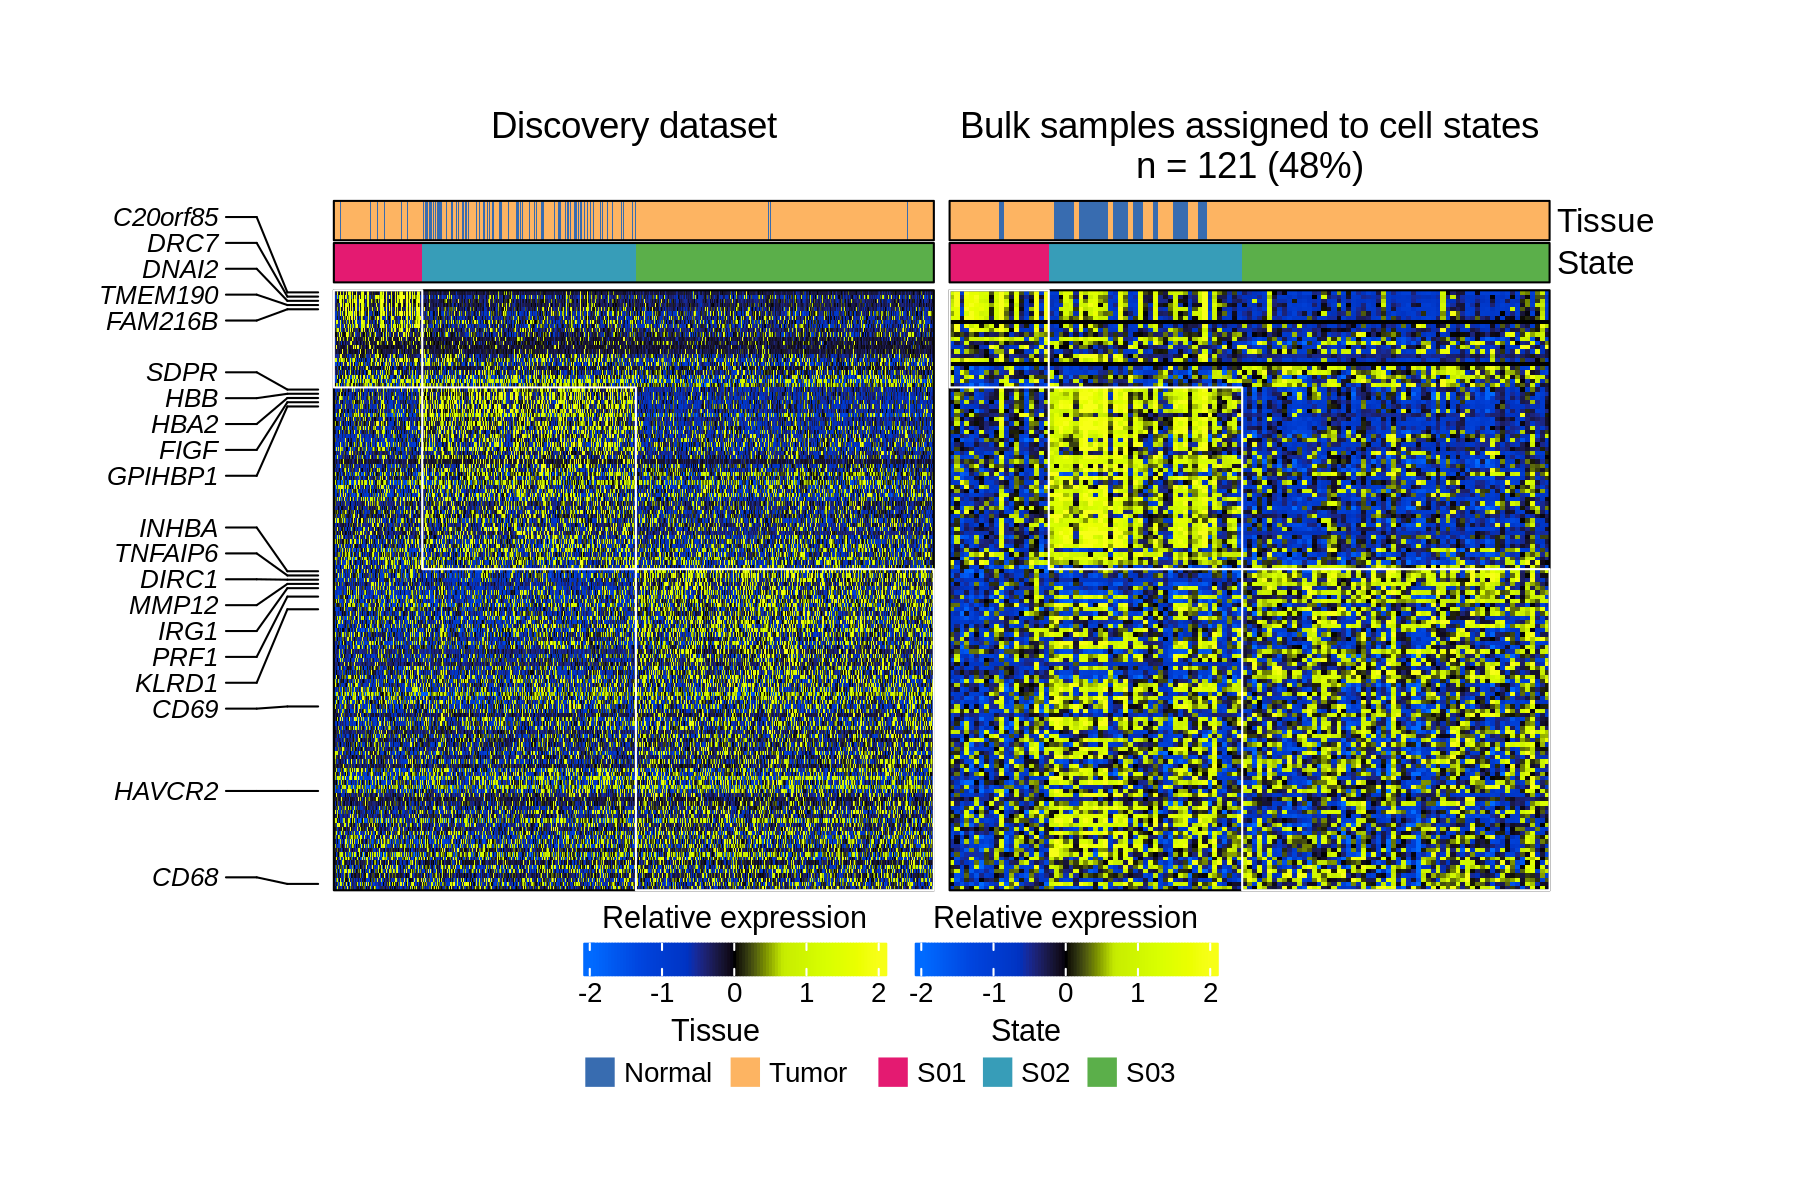 Discovery dataset
Bulk samples assigned to cell states
n = 121 (48%)
Tissue
State
C20orf85
DRC7
DNAI2
TMEM190
FAM216B
SDPR
HBB
HBA2
FIGF
GPIHBP1
INHBA
TNFAIP6
DIRC1
MMP12
IRG1
PRF1
KLRD1
CD69
HAVCR2
CD68
Relative expression
-2 -1 0 1 2
Relative expression
-2 -1 0 1 2
Tissue
Normal Tumor
State
S01 S02 S03